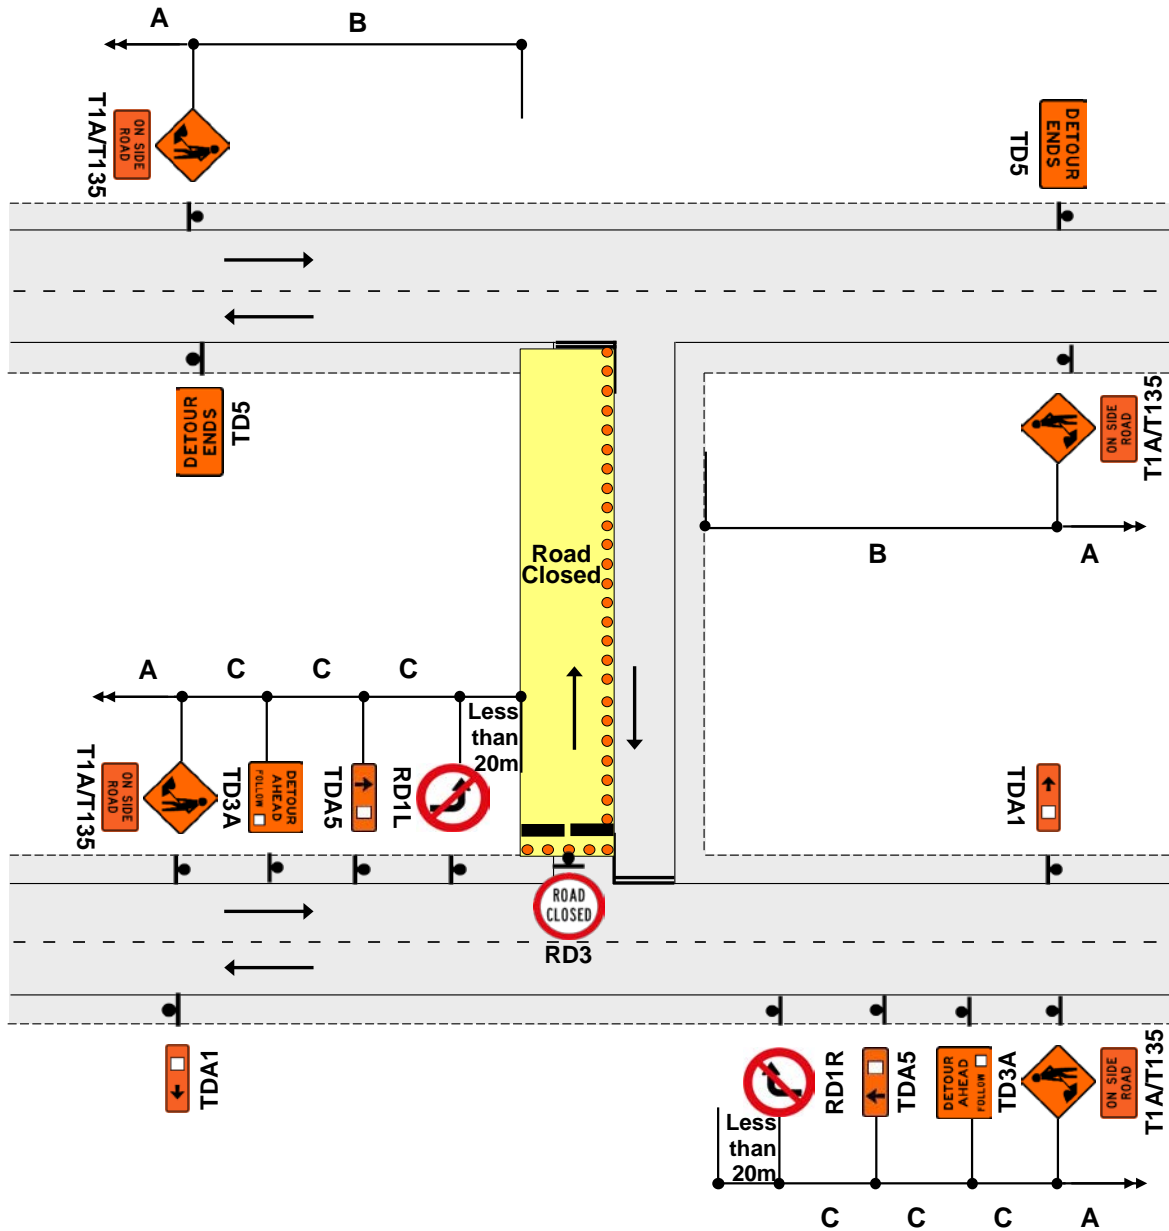 A
B
T1A/T135
ON SIDE
ROAD
TD5
DETOUR
ENDS
DETOUR
ENDS
TD5
ON SIDE
ROAD
T1A/T135
B
A
Road
Closed
A
C
C
C
Less
than
20m
T1A/T135
ON SIDE
ROAD
TD3A
DETOUR
AHEAD
FOLLOW
TDA5
RD1L
TDA1
ROAD
CLOSED
RD3
TDA1
RD1R
TDA5
DETOUR
AHEAD
FOLLOW
TD3A
ON SIDE
ROAD
T1A/T135
Less
than
20m
C
C
C
A